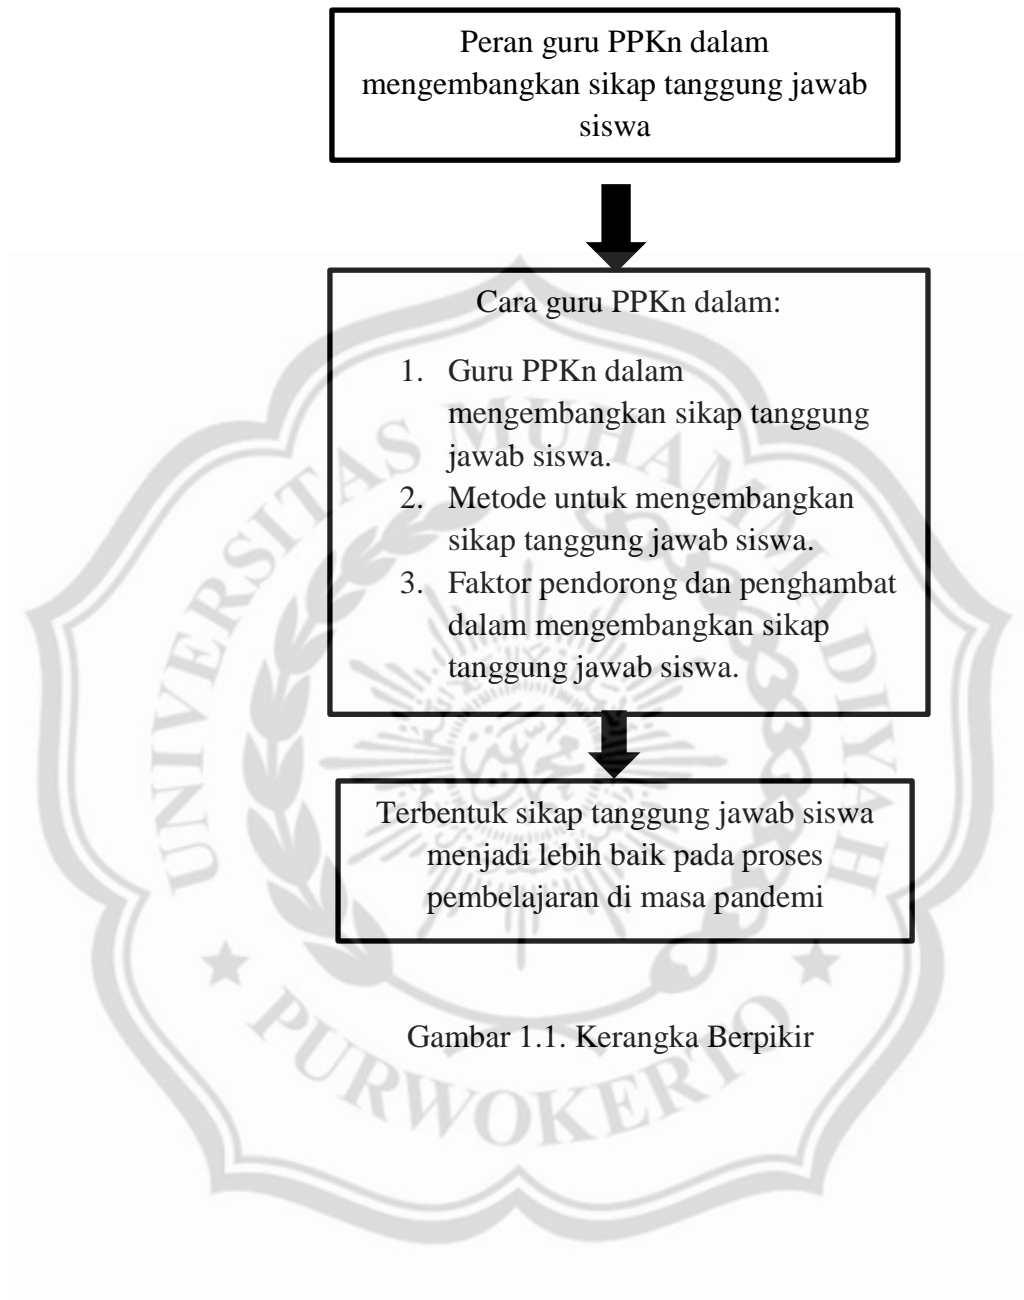 Peran guru PPKn dalam
mengembangkan sikap tanggung jawab
siswa
Cara guru PPKn dalam:
1. Guru PPKn dalam
mengembangkan sikap tanggung
jawab siswa.
2. Metode untuk mengembangkan
sikap tanggung jawab siswa.
3. Faktor pendorong dan penghambat
dalam mengembangkan sikap
tanggung jawab siswa.
Terbentuk sikap tanggung jawab siswa
menjadi lebih baik pada proses
pembelajaran di masa pandemi
Gambar 1.1. Kerangka Berpikir
UNIVERSITAS MUHAMMADIYAH
PURWOKERTO